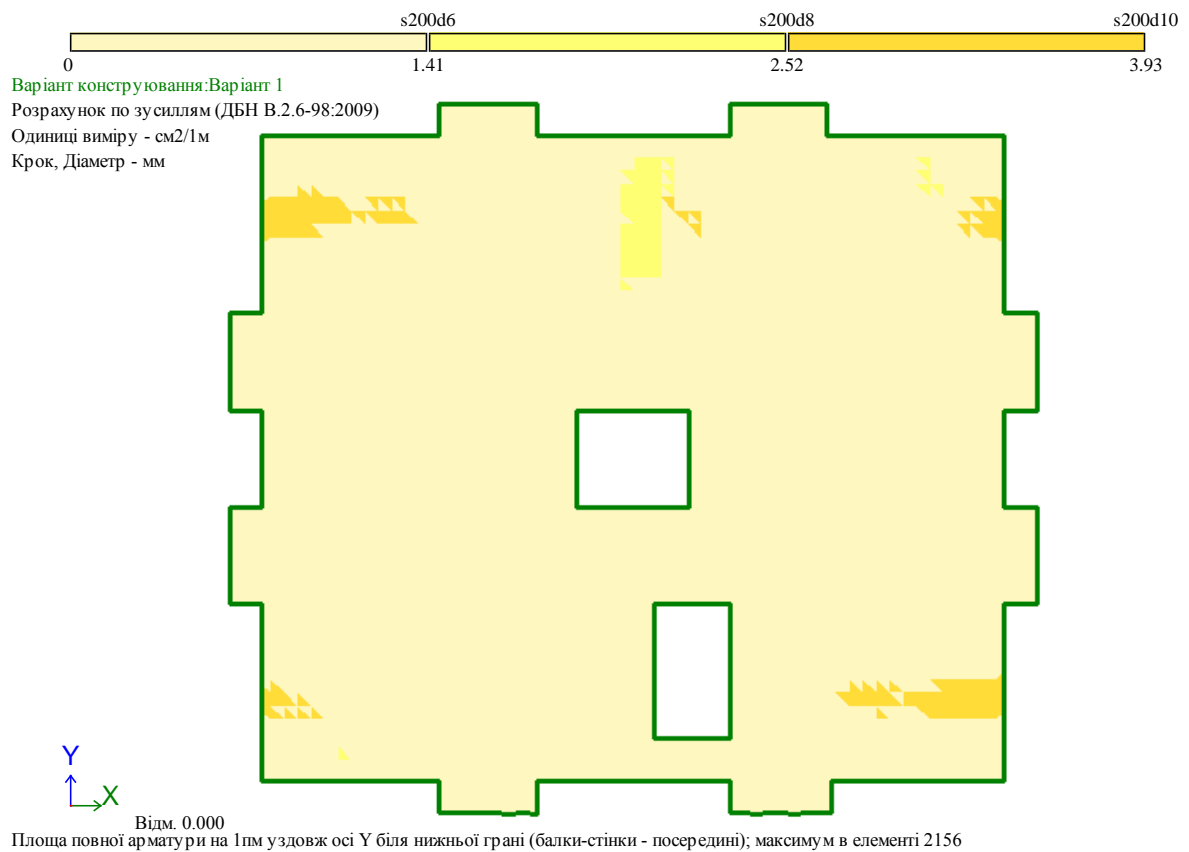 s200d6 s200d8 s200d10
0 1.41 2.52 3.93
Варіант конструювання:Варіант 1
Розрахунок по зусиллям (ДБН В.2.6-98:2009)
Одиниці виміру - см2/1м
Крок, Діаметр - мм
Y
X
Відм. 0.000
Площа повної арматури на 1пм уздовж осі Y біля нижньої грані (балки-стінки - посередині); максимум в елементі 2156